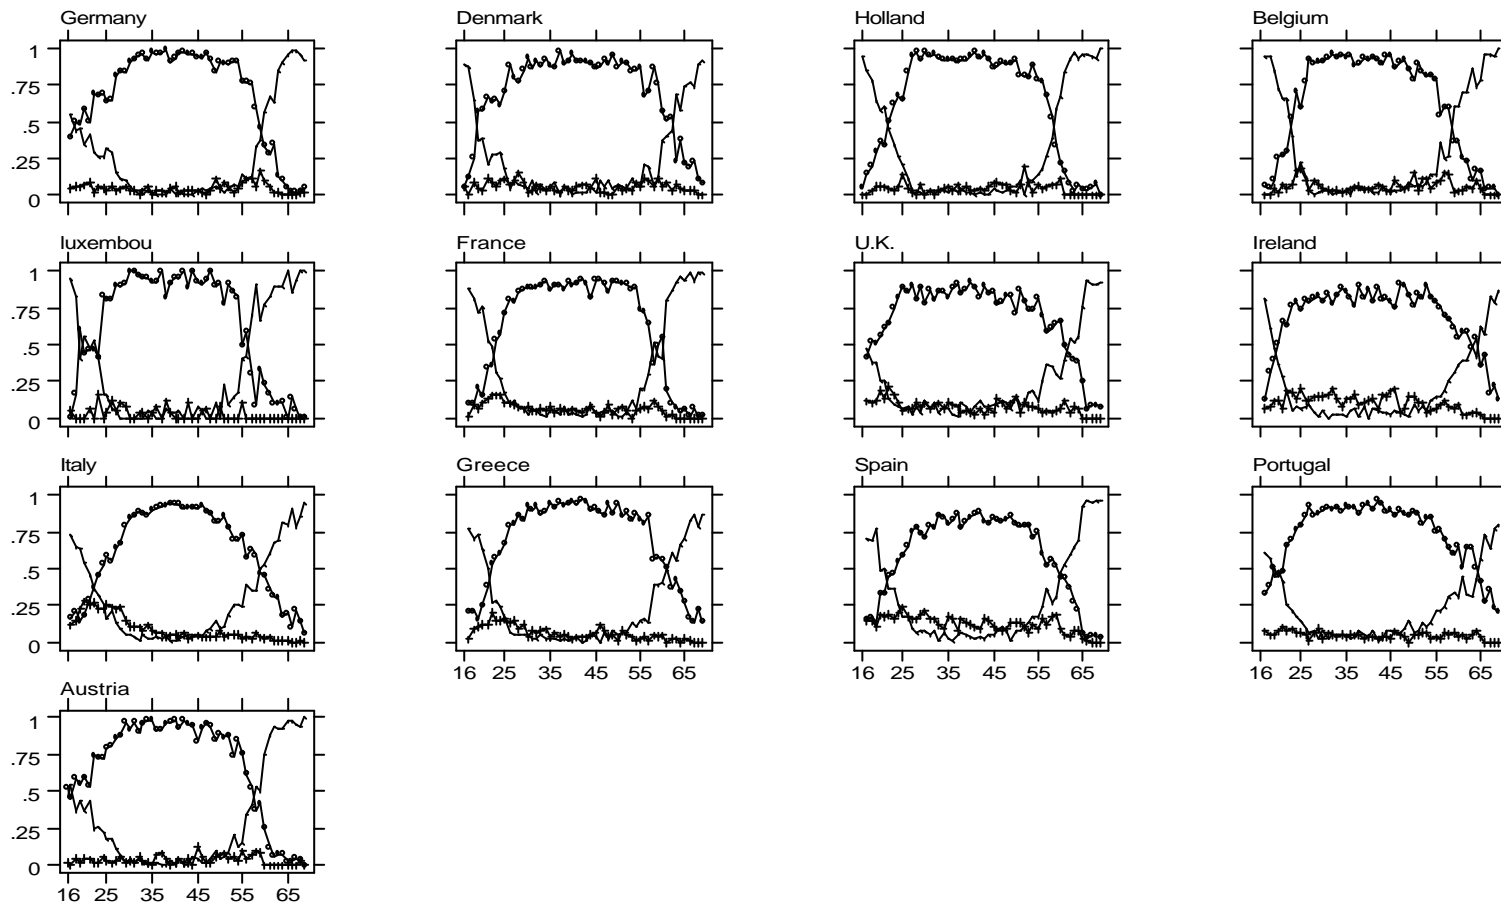 Germany
Denmark
Holland
Belgium
1
.75
.5
.25
0
luxembou
France
U.K.
Ireland
1
.75
.5
.25
0
Italy
Greece
Spain
Portugal
1
.75
.5
.25
0
16 25 35 45 55 65
16 25 35 45 55 65
16 25 35 45 55 65
Austria
1
.75
.5
.25
0
16 25 35 45 55 65